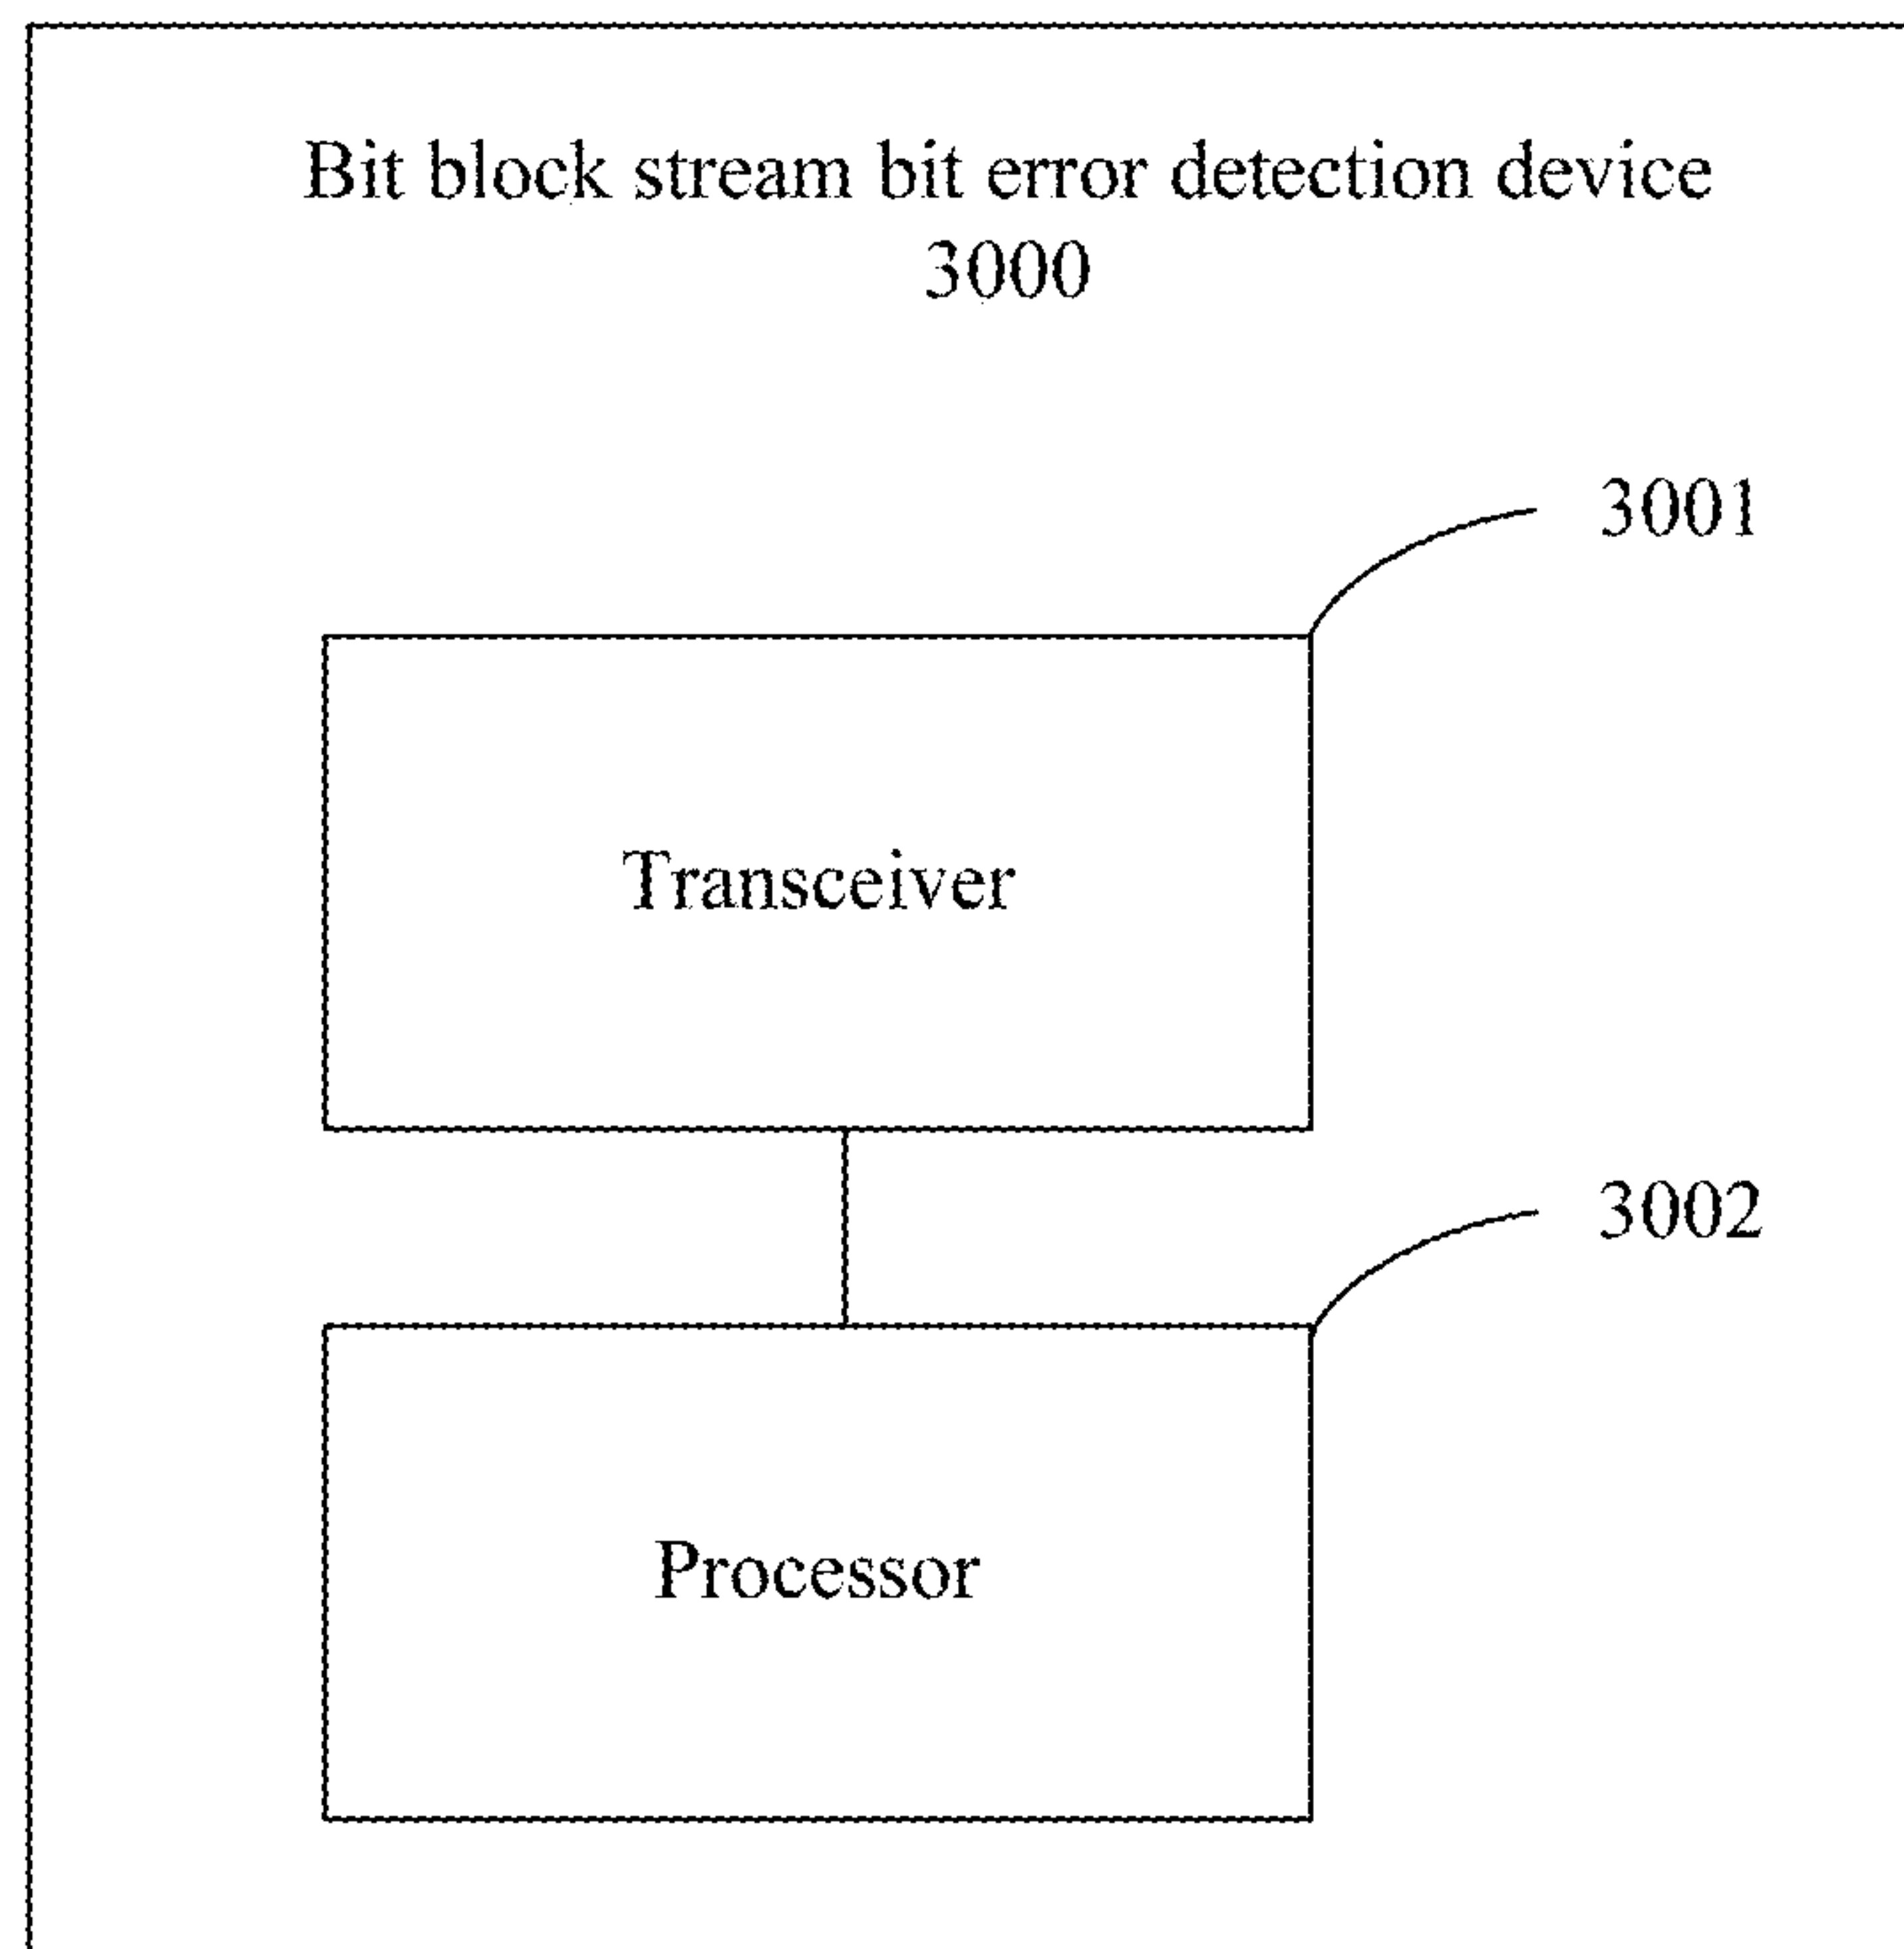 Bit block stream bit error detection device
3000
3001
Transceiver
3002
Processor